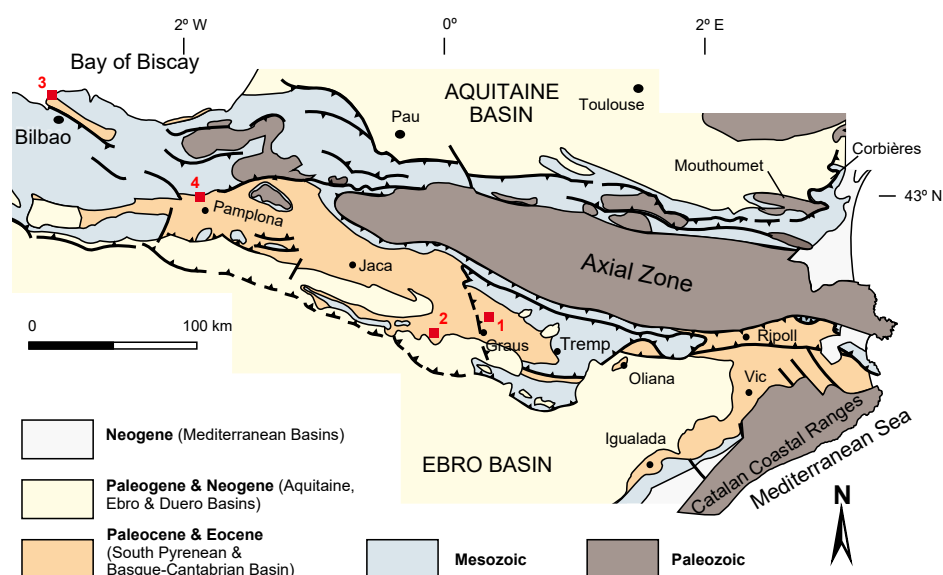 2º W
0º
2º E
Bay of Biscay
3
AQUITAINE
BASIN
Toulouse
Pau
Bilbao
Corbières
Mouthoumet
4
43º N
Pamplona
Axial Zone
Jaca
0
100 km
2
1
Graus
Tremp
Ripoll
Oliana
Vic
Igualada
Catalan Coastal Ranges
Mediterranean Sea
EBRO BASIN
N
Neogene (Mediterranean Basins)
Paleogene & Neogene (Aquitaine,
Ebro & Duero Basins)
Paleocene & Eocene
(South Pyrenean &
Basque-Cantabrian Basin)
Mesozoic
Paleozoic